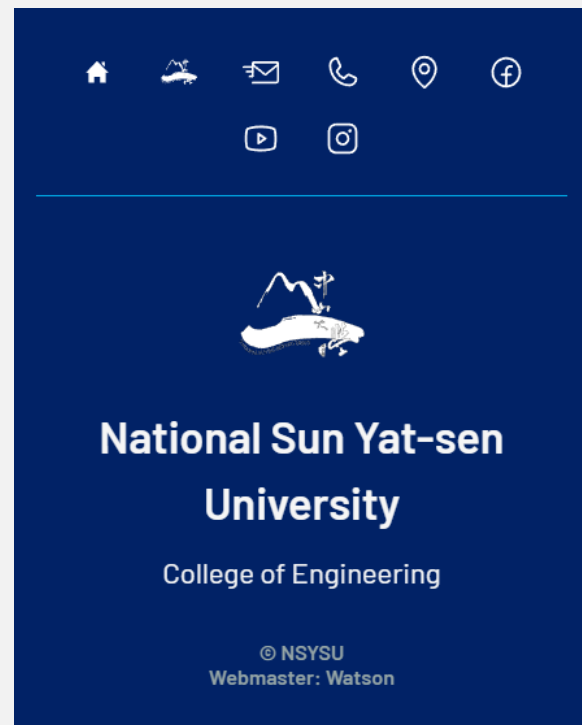 National Sun Yat-sen
University
College of Engineering
© NSYSU
Webmaster: Watson